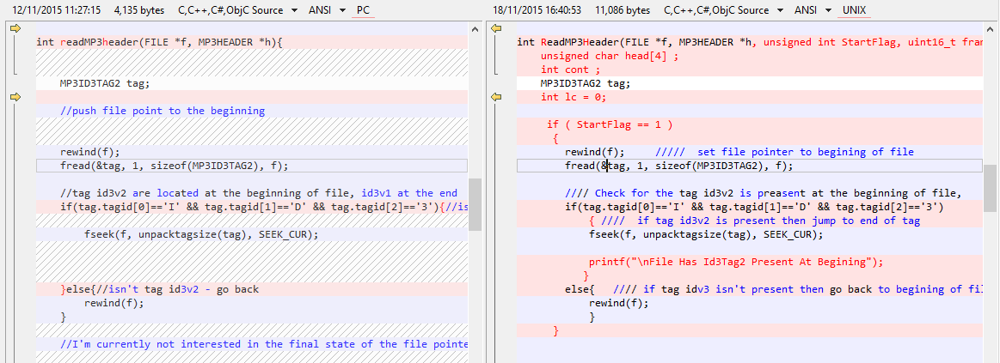 12/11/2015 11:27:15 4,135 bytes C,C++,C#,ObjC Source ANSI PC
int readMP3header(FILE *f, MP3HEADER *h){
MP3ID3TAG2 tag;
//push file point to the beginning
rewind(f);
fread(&tag, 1, sizeof(MP3ID3TAG2), f);
//tag id3v2 are located at the beginning of file, id3v1 at the end
if(tag.tagid[0]=='I' && tag.tagid[1]=='D' && tag.tagid[2]=='3'){//is
fseek(f, unpacktagsize(tag), SEEK_CUR);
}else{//isn't tag id3v2 - go back
rewind(f);
}
//I'm currently not interested in the final state of the file pointe
18/11/2015 16:40:53 11,086 bytes C,C++,C#,ObjC Source ANSI UNIX
int ReadMP3Header(FILE *f, MP3HEADER *h, unsigned int StartFlag, uint16_t fram
unsigned char head[4] ;
int cont ;
MP3ID3TAG2 tag;
int lc = 0;
if ( StartFlag == 1 )
{
rewind(f); ///// set file pointer to begining of file
fread(&tag, 1, sizeof(MP3ID3TAG2), f);
//// Check for the tag id3v2 is preasent at the beginning of file,
if(tag.tagid[0]=='I' && tag.tagid[1]=='D' && tag.tagid[2]=='3')
{ //// if tag id3v2 is present then jump to end of tag
fseek(f, unpacktagsize(tag), SEEK_CUR);
printf("\nFile Has Id3Tag2 Present At Begining");
}
else{ //// if tag idv3 isn't present then go back to begining of fil
rewind(f);
}
}